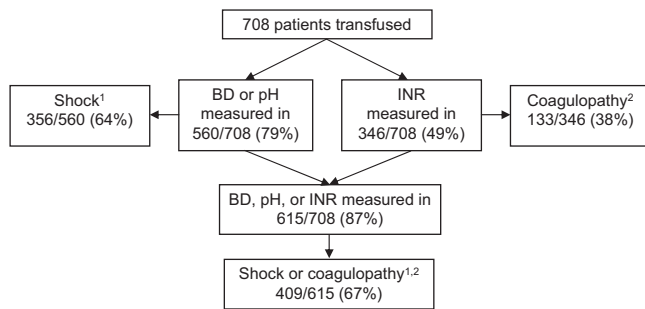 708 patients transfused
Shock¹
356/560 (64%)
BD or pH
measured in
560/708 (79%)
INR
measured in
346/708 (49%)
Coagulopathy²
133/346 (38%)
BD, pH, or INR measured in
615/708 (87%)
Shock or coagulopathy¹,²
409/615 (67%)